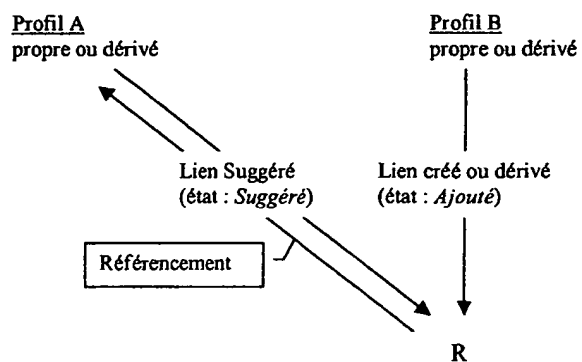 Profil A
propre ou dérivé
Profil B
propre ou dérivé
Lien Suggéré
(état : Suggéré)
Lien créé ou dérivé
(état : Ajouté)
Référencement
R